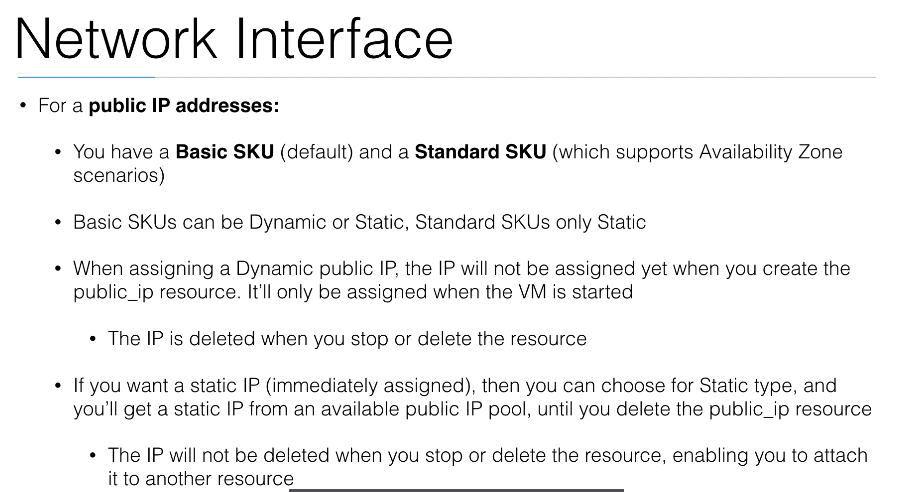 Network Interface
• For a public IP addresses:
• You have a Basic SKU (default) and a Standard SKU (which supports Availability Zone
scenarios)
• Basic SKUs can be Dynamic or Static, Standard SKUs only Static
• When assigning a Dynamic public IP, the IP will not be assigned yet when you create the
public_ip resource. It'll only be assigned when the VM is started
• The IP is deleted when you stop or delete the resource
• If you want a static IP (immediately assigned), then you can choose for Static type, and
you'll get a static IP from an available public IP pool, until you delete the public_ip resource
• The IP will not be deleted when you stop or delete the resource, enabling you to attach
it to another resource